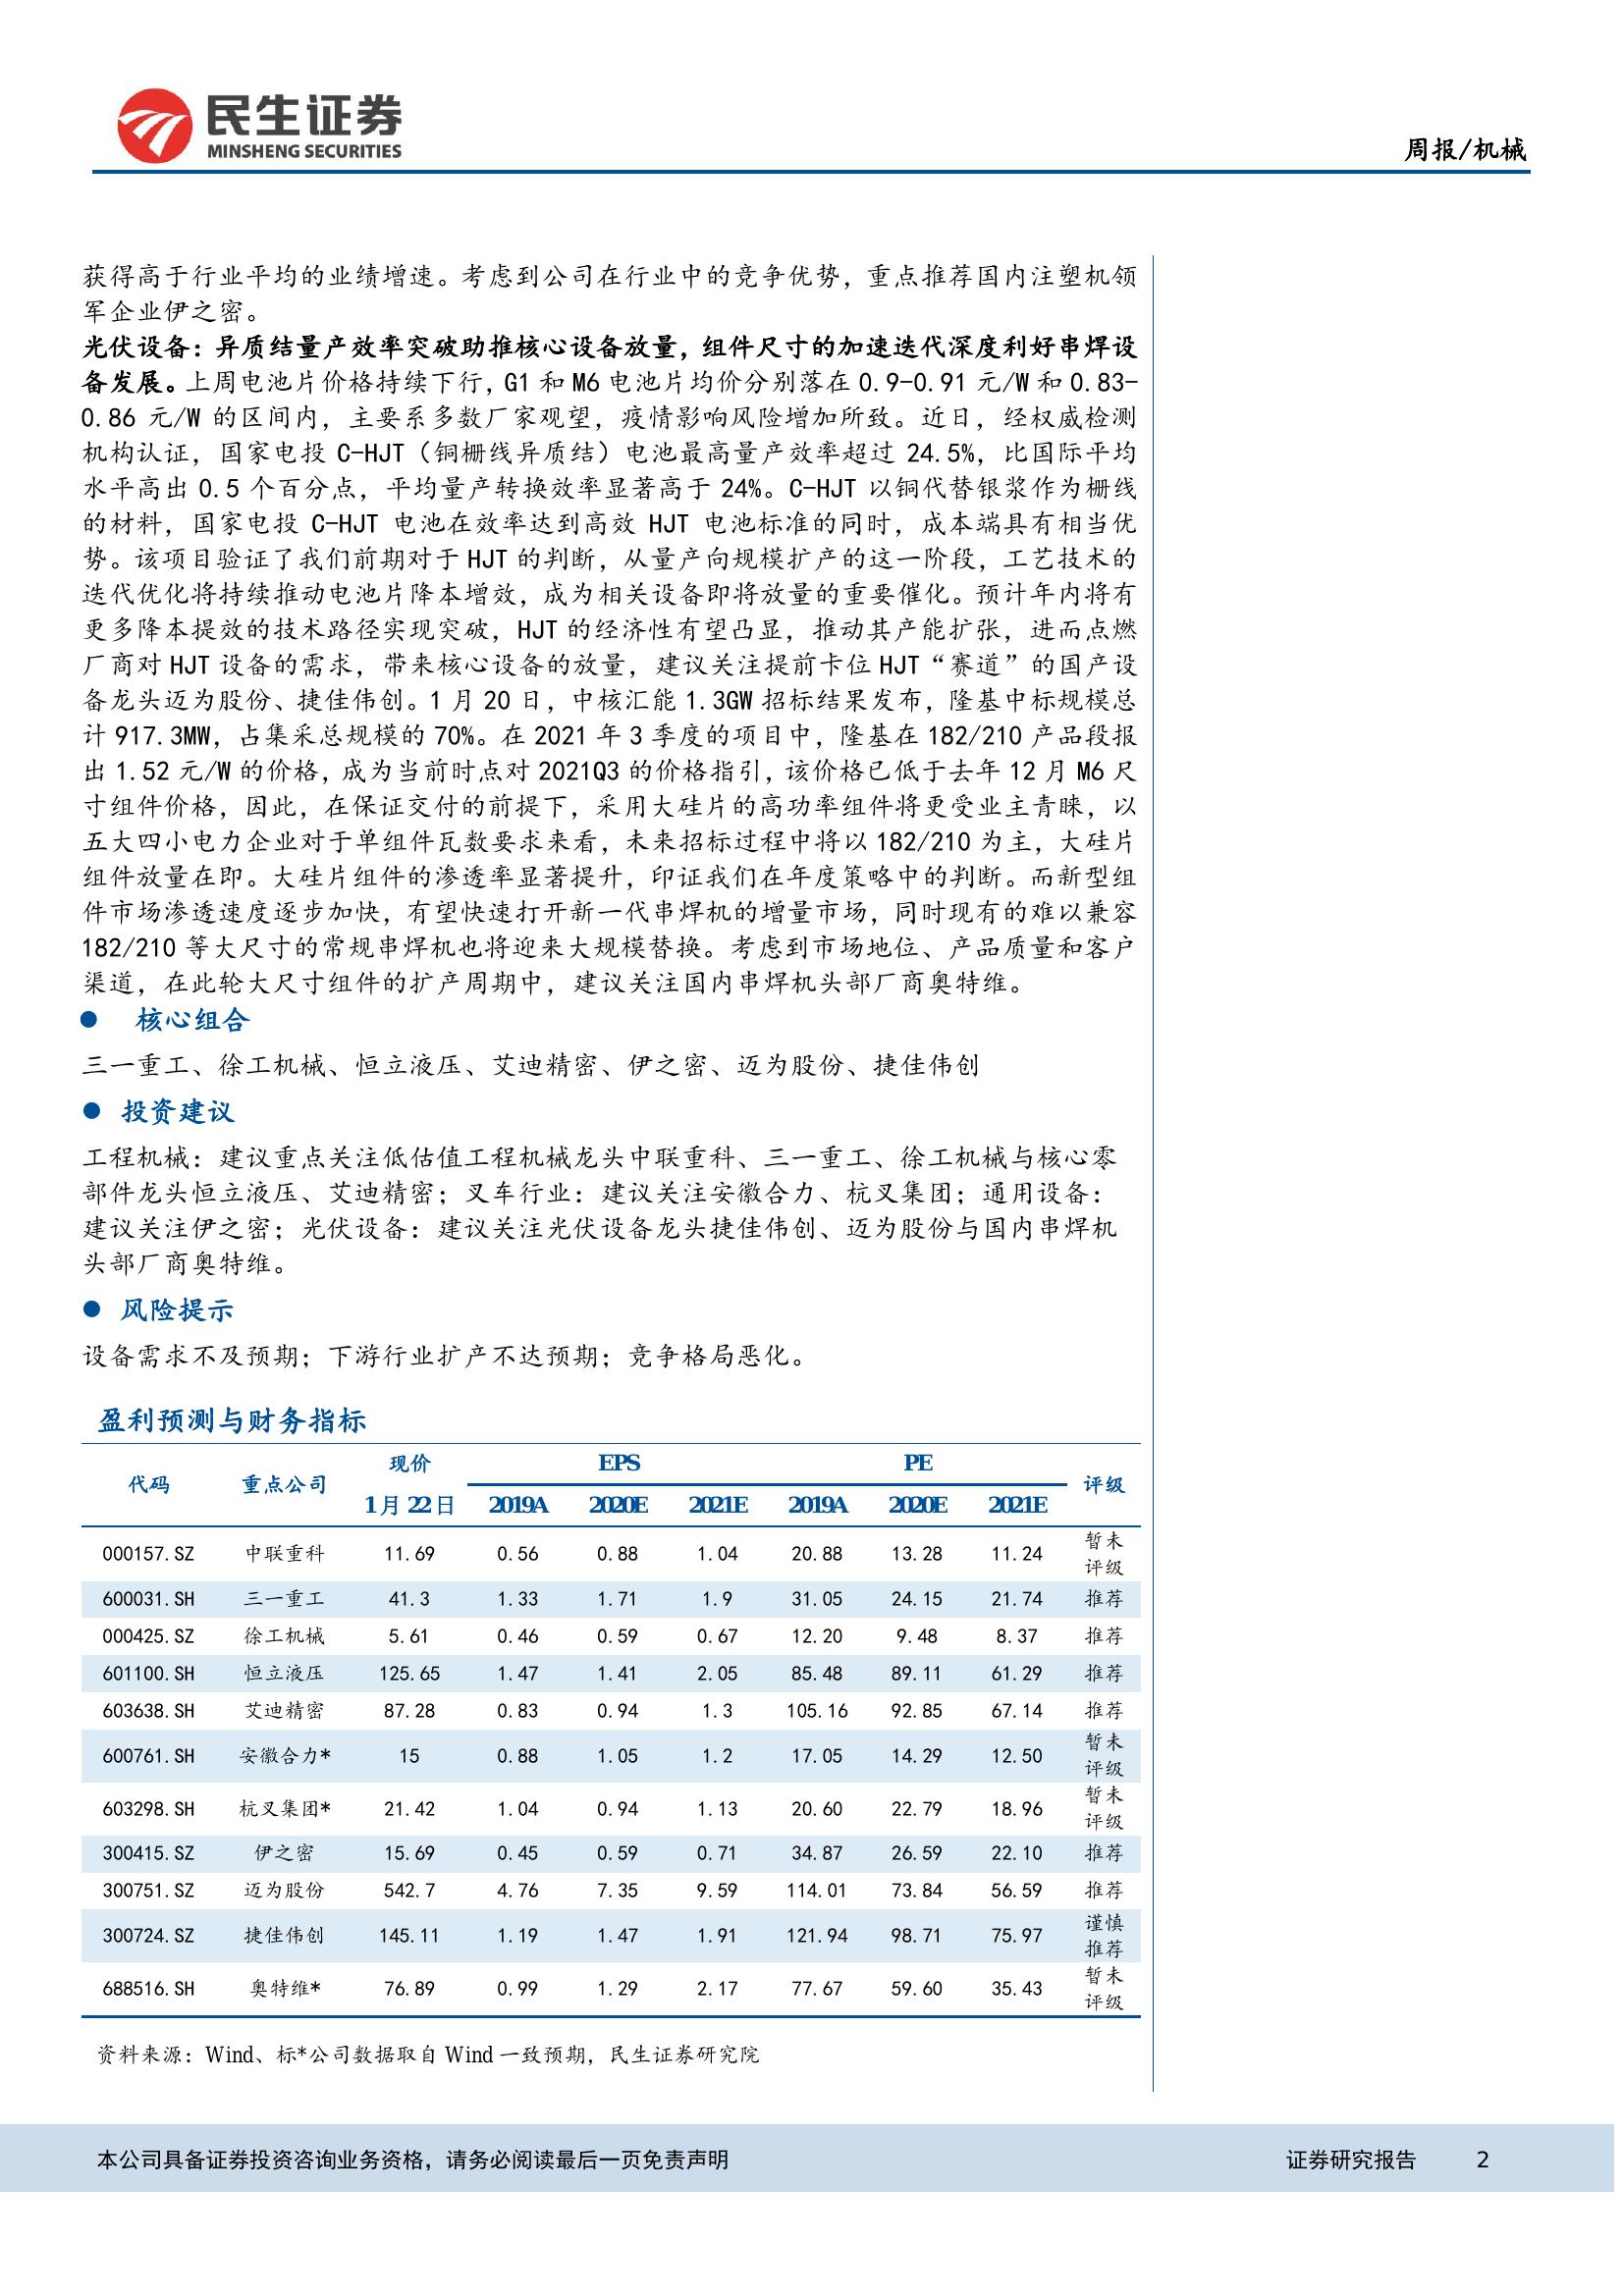 民生证券
MINSHENG SECURITIES
周报/机械
获得高于行业平均的业绩增速。考虑到公司在行业中的竞争优势，重点推荐国内注塑机领
军企业伊之密。
光伏设备：异质结量产效率突破助推核心设备放量，组件尺寸的加速迭代深度利好串焊设
备发展。上周电池片价格持续下行，G1 和 M6 电池片均价分别落在 0.9-0.91 元/W 和 0.83-
0.86 元/W 的区间内，主要系多数厂家观望，疫情影响风险增加所致。近日，经权威检测
机构认证，国家电投 C-HJT（铜栅线异质结）电池最高量产效率超过 24.5%，比国际平均
水平高出 0.5 个百分点，平均量产转换效率显著高于 24%。C-HJT 以铜代替银浆作为栅线
的材料，国家电投 C-HJT 电池在效率达到高效 HJT 电池标准的同时，成本端具有相当优
势。该项目验证了我们前期对于 HJT 的判断，从量产向规模扩产的这一阶段，工艺技术的
迭代优化将持续推动电池片降本增效，成为相关设备即将放量的重要催化。预计年内将有
更多降本提效的技术路径实现突破，HJT 的经济性有望凸显，推动其产能扩张，进而点燃
厂商对 HJT 设备的需求，带来核心设备的放量，建议关注提前卡位 HJT“赛道”的国产设
备龙头迈为股份、捷佳伟创。1 月 20 日，中核汇能 1.3GW 招标结果发布，隆基中标规模总
计 917.3MW，占集采总规模的 70%。在 2021 年 3 季度的项目中，隆基在 182/210 产品段报
出 1.52 元/W 的价格，成为当前时点对 2021Q3 的价格指引，该价格已低于去年 12 月 M6 尺
寸组件价格，因此，在保证交付的前提下，采用大硅片的高功率组件将更受业主青睐，以
五大四小电力企业对于单组件瓦数要求来看，未来招标过程中将以 182/210 为主，大硅片
组件放量在即。大硅片组件的渗透率显著提升，印证我们在年度策略中的判断。而新型组
件市场渗透速度逐步加快，有望快速打开新一代串焊机的增量市场，同时现有的难以兼容
182/210 等大尺寸的常规串焊机也将迎来大规模替换。考虑到市场地位、产品质量和客户
渠道，在此轮大尺寸组件的扩产周期中，建议关注国内串焊机头部厂商奥特维。
● 核心组合
三一重工、徐工机械、恒立液压、艾迪精密、伊之密、迈为股份、捷佳伟创
● 投资建议
工程机械：建议重点关注低估值工程机械龙头中联重科、三一重工、徐工机械与核心零
部件龙头恒立液压、艾迪精密；叉车行业：建议关注安徽合力、杭叉集团；通用设备：
建议关注伊之密；光伏设备：建议关注光伏设备龙头捷佳伟创、迈为股份与国内串焊机
头部厂商奥特维。
● 风险提示
设备需求不及预期；下游行业扩产不达预期；竞争格局恶化。
盈利预测与财务指标
代码 重点公司 现价 EPS PE 评级
1 月 22 日 2019A 2020E 2021E 2019A 2020E 2021E
000157.SZ 中联重科 11.69 0.56 0.88 1.04 20.88 13.28 11.24 暂未评级
600031.SH 三一重工 41.3 1.33 1.71 1.9 31.05 24.15 21.74 推荐
000425.SZ 徐工机械 5.61 0.46 0.59 0.67 12.20 9.48 8.37 推荐
601100.SH 恒立液压 125.65 1.47 1.41 2.05 85.48 89.11 61.29 推荐
603638.SH 艾迪精密 87.28 0.83 0.94 1.3 105.16 92.85 67.14 推荐
600761.SH 安徽合力* 15 0.88 1.05 1.2 17.05 14.29 12.50 暂未评级
603298.SH 杭叉集团* 21.42 1.04 0.94 1.13 20.60 22.79 18.96 暂未评级
300415.SZ 伊之密 15.69 0.45 0.59 0.71 34.87 26.59 22.10 推荐
300751.SZ 迈为股份 542.7 4.76 7.35 9.59 114.01 73.84 56.59 推荐
300724.SZ 捷佳伟创 145.11 1.19 1.47 1.91 121.94 98.71 75.97 谨慎推荐
688516.SH 奥特维* 76.89 0.99 1.29 2.17 77.67 59.60 35.43 暂未评级
资料来源：Wind、标*公司数据取自 Wind 一致预期，民生证券研究院
本公司具备证券投资咨询业务资格，请务必阅读最后一页免责声明 证券研究报告 2